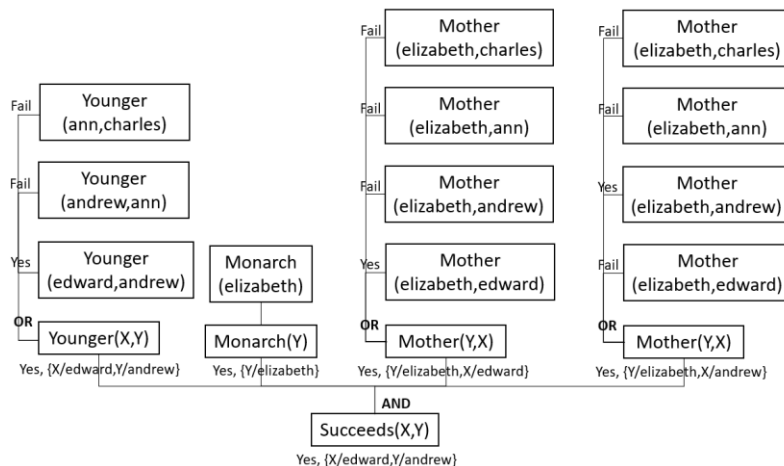 Fail
Younger
(ann,charles)
Fail
Younger
(andrew,ann)
Yes
Younger
(edward,andrew)
OR
Younger(X,Y)
Yes, {X/edward,Y/andrew}
Monarch
(elizabeth)
Monarch(Y)
Yes, {Y/elizabeth}
Fail
Mother
(elizabeth,charles)
Fail
Mother
(elizabeth,ann)
Fail
Mother
(elizabeth,andrew)
Yes
Mother
(elizabeth,edward)
OR
Mother(Y,X)
Yes, {Y/elizabeth,X/edward}
Fail
Mother
(elizabeth,charles)
Fail
Mother
(elizabeth,ann)
Yes
Mother
(elizabeth,andrew)
Fail
Mother
(elizabeth,edward)
OR
Mother(Y,X)
Yes, {Y/elizabeth,X/andrew}
AND
Succeeds(X,Y)
Yes, {X/edward,Y/andrew}